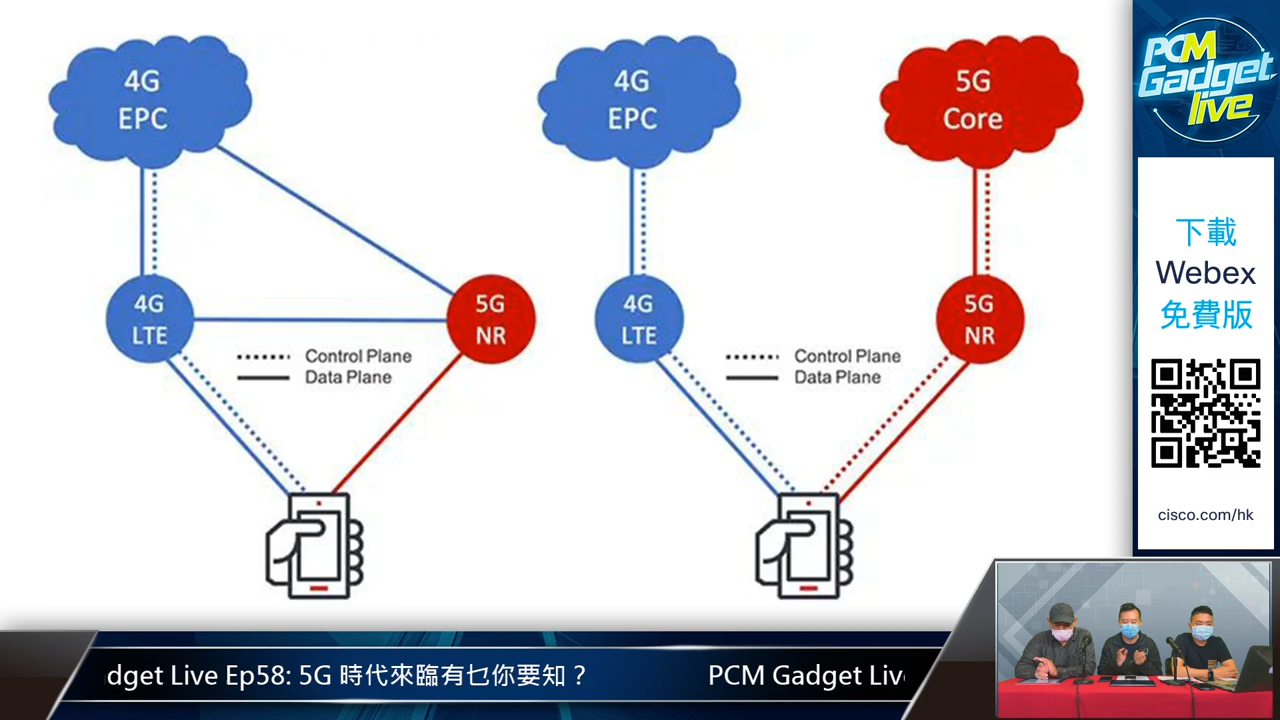 4G
EPC
4G
LTE
5G
NR
Control Plane
Data Plane
4G
EPC
5G
Core
4G
LTE
5G
NR
Control Plane
Data Plane
PCM
Gadget
live
下載
Webex
免費版
cisco.com/hk
dget Live Ep58: 5G 時代來臨有乜你要知？
PCM Gadget Live